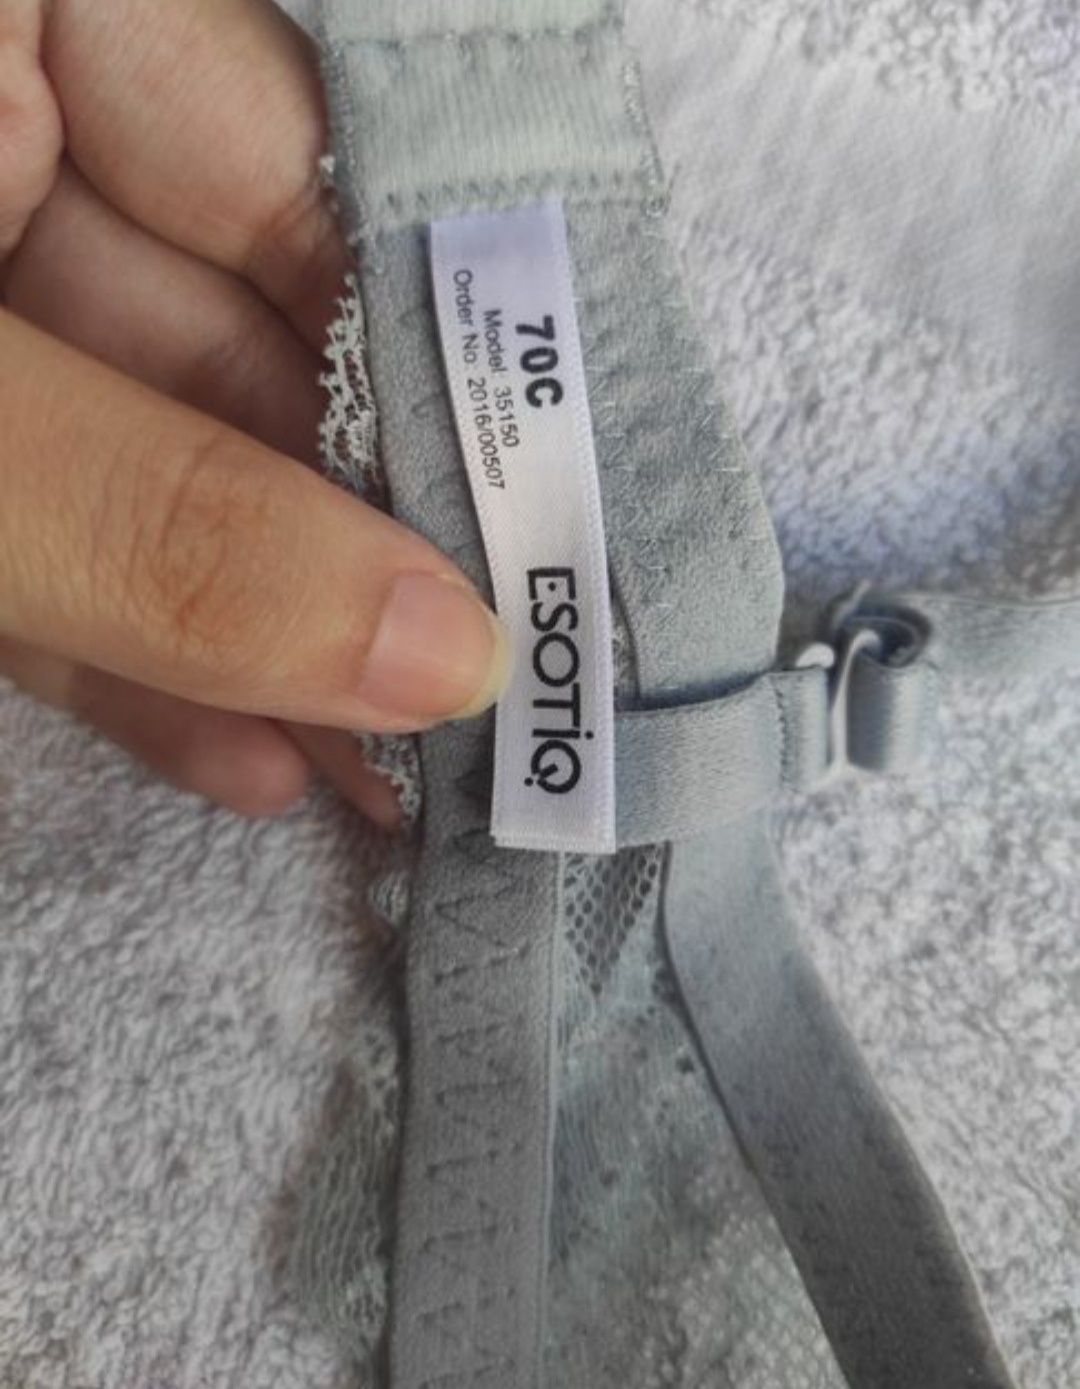 70C
Model: 35150
Order No: 2016/00507
ESOTIQ